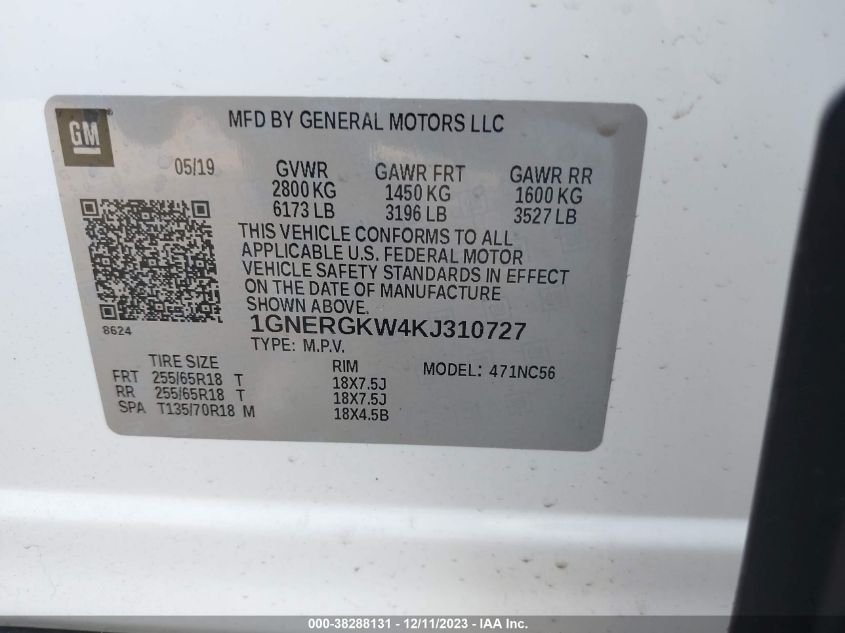 GM
MFD BY GENERAL MOTORS LLC
05/19
GVWR GAWR FRT GAWR RR
2800 KG 1450 KG 1600 KG
6173 LB 3196 LB 3527 LB
THIS VEHICLE CONFORMS TO ALL
APPLICABLE U.S. FEDERAL MOTOR
VEHICLE SAFETY STANDARDS IN EFFECT
ON THE DATE OF MANUFACTURE
SHOWN ABOVE.
8624
1GNERGKW4KJ310727
TYPE: M.P.V.
TIRE SIZE RIM MODEL: 471NC56
FRT 255/65R18 T 18X7.5J
RR 255/65R18 T 18X7.5J
SPA T135/70R18 M 18X4.5B
000-38288131 - 12/11/2023 - IAA Inc.